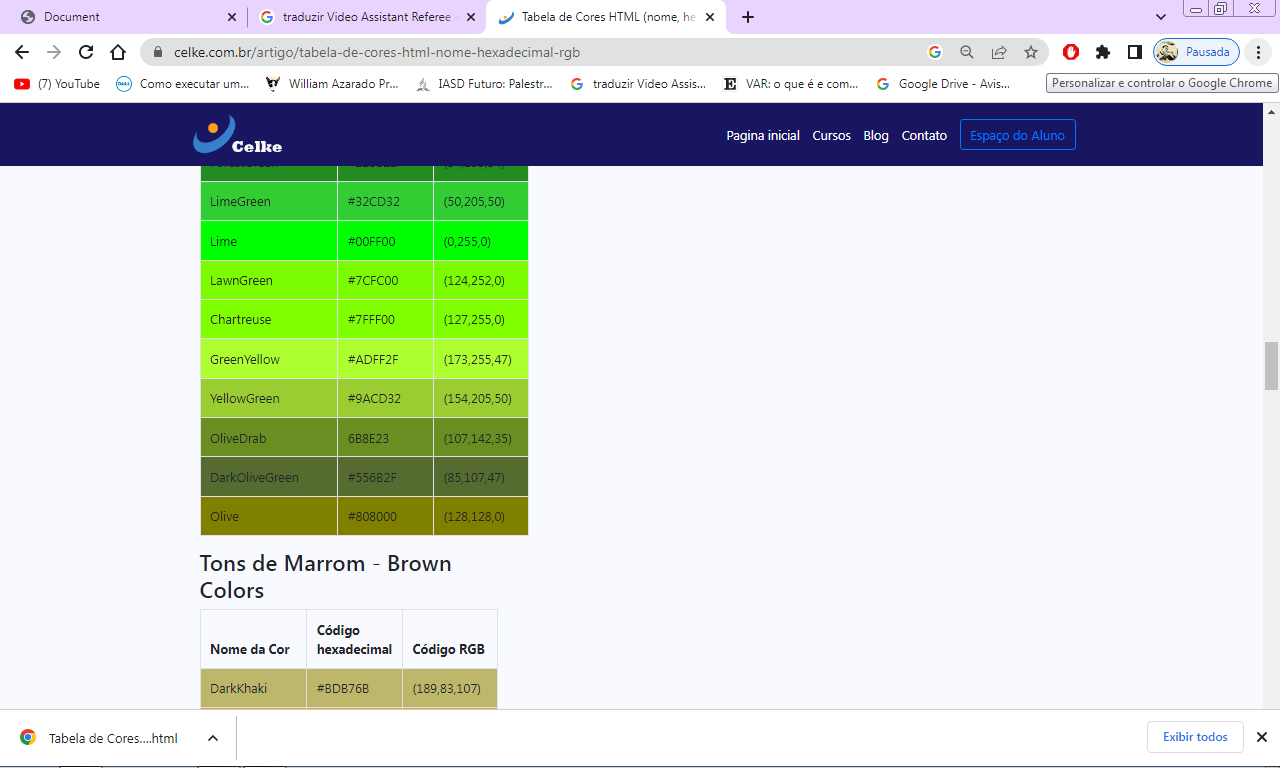 Document
traduzir Video Assistant Referee -
Tabela de Cores HTML (nome, he
celke.com.br/artigo/tabela-de-cores-html-nome-hexadecimal-rgb
Pausada
(7) YouTube
Como executar um...
William Azarado Pr...
IASD Futuro: Palestr...
traduzir Video Assis...
VAR: o que é e com...
Google Drive - Avis...
Personalizar e controlar o Google Chrome
Celke
Pagina inicial Cursos Blog Contato Espaço do Aluno
LimeGreen #32CD32 (50,205,50)
Lime #00FF00 (0,255,0)
LawnGreen #7CFC00 (124,252,0)
Chartreuse #7FFF00 (127,255,0)
GreenYellow #ADFF2F (173,255,47)
YellowGreen #9ACD32 (154,205,50)
OliveDrab 6B8E23 (107,142,35)
DarkOliveGreen #556B2F (85,107,47)
Olive #808000 (128,128,0)
Tons de Marrom - Brown
Colors
Código
Nome da Cor hexadecimal Código RGB
DarkKhaki #BDB76B (189,83,107)
Tabela de Cores....html
Exibir todos